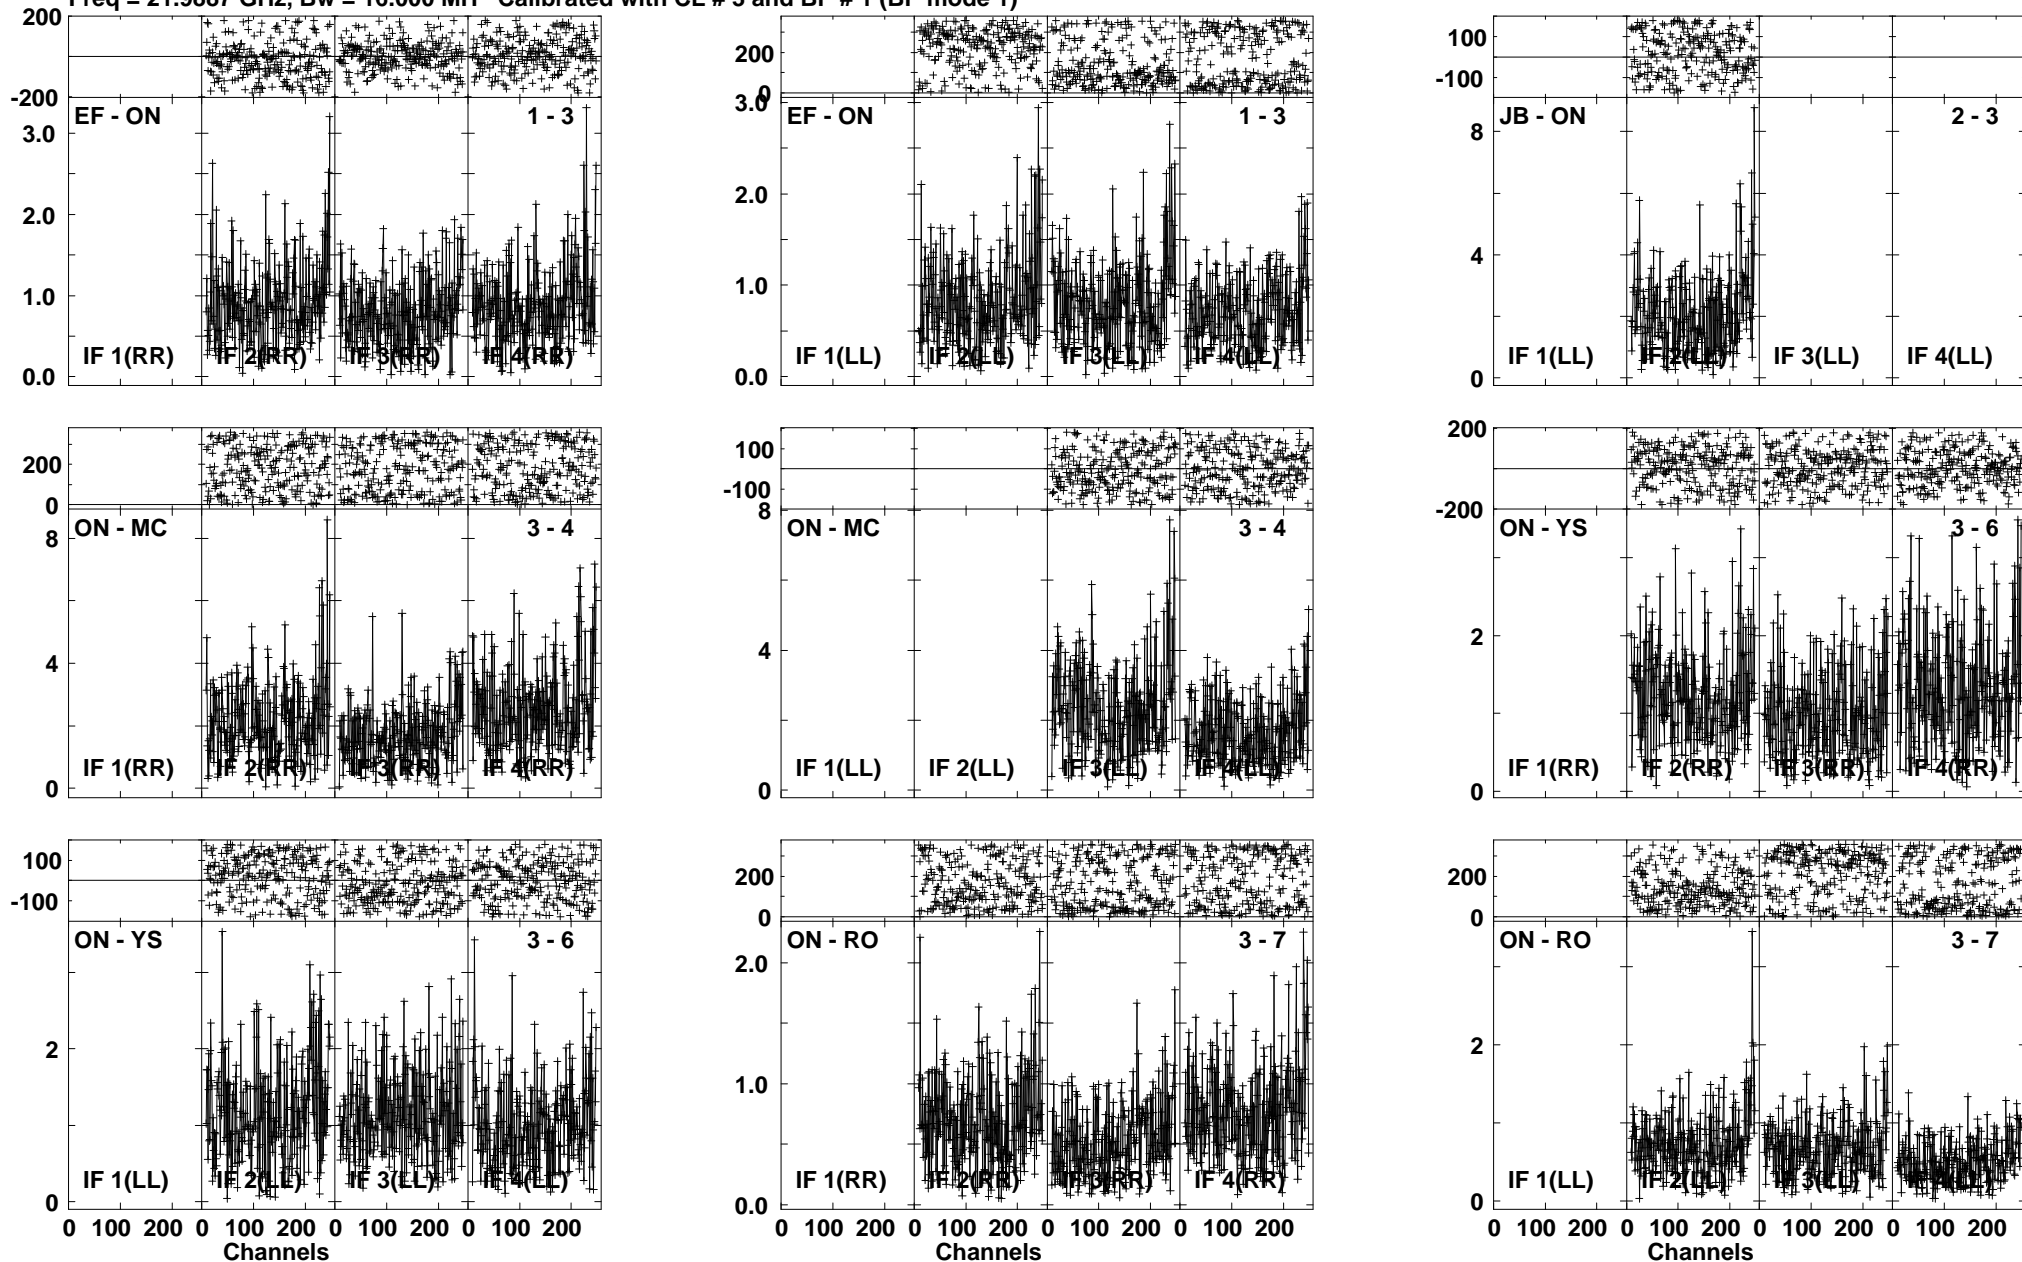 Freq = 21.9887 GHz, Bw = 16.000 MH Calibrated with CL # 3 and BP # 1 (BP mode 1)
200
-200
EF - ON 1 - 3
3.0
2.0
1.0
0.0
IF 1(RR) IF 2(RR) IF 3(RR) IF 4(RR)
200
0
EF - ON 1 - 3
3.0
2.0
1.0
0.0
IF 1(LL) IF 2(LL) IF 3(LL) IF 4(LL)
100
-100
JB - ON 2 - 3
8
4
0
IF 1(LL) IF 2(LL) IF 3(LL) IF 4(LL)
200
0
ON - MC 3 - 4
8
4
0
IF 1(RR) IF 2(RR) IF 3(RR) IF 4(RR)
100
-100
ON - MC 3 - 4
8
4
0
IF 1(LL) IF 2(LL) IF 3(LL) IF 4(LL)
200
-200
ON - YS 3 - 6
2
0
IF 1(RR) IF 2(RR) IF 3(RR) IF 4(RR)
100
-100
ON - YS 3 - 6
2
0
IF 1(LL) IF 2(LL) IF 3(LL) IF 4(LL)
0 100 200 0 100 200 0 100 200 0 100 200
Channels
200
0
ON - RO 3 - 7
2.0
1.0
0.0
IF 1(RR) IF 2(RR) IF 3(RR) IF 4(RR)
0 100 200 0 100 200 0 100 200 0 100 200
Channels
200
0
ON - RO 3 - 7
2
0
IF 1(LL) IF 2(LL) IF 3(LL) IF 4(LL)
0 100 200 0 100 200 0 100 200 0 100 200
Channels